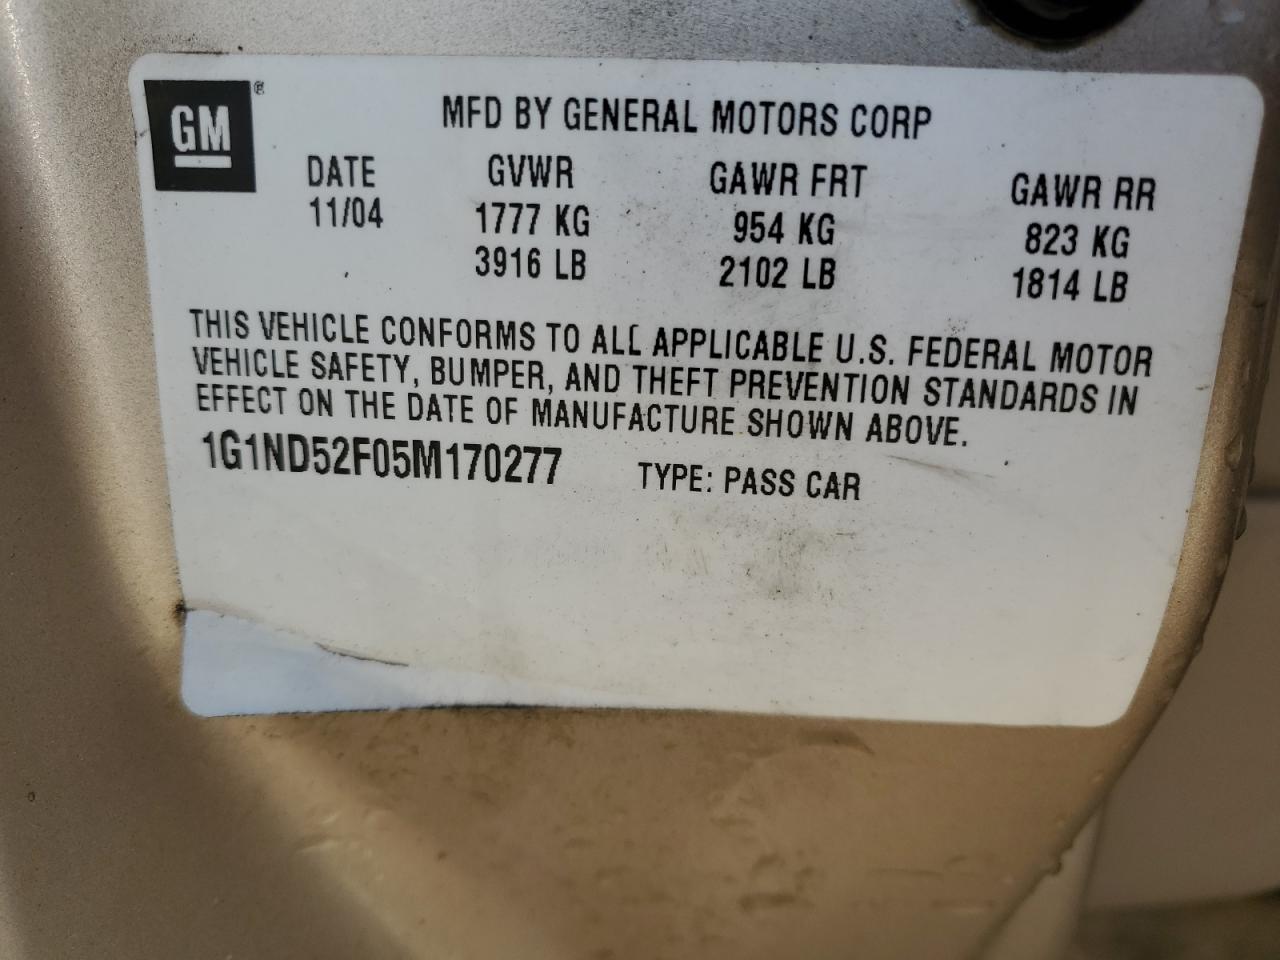 GM®
MFD BY GENERAL MOTORS CORP
DATE GVWR GAWR FRT GAWR RR
11/04 1777 KG 954 KG 823 KG
3916 LB 2102 LB 1814 LB
THIS VEHICLE CONFORMS TO ALL APPLICABLE U.S. FEDERAL MOTOR
VEHICLE SAFETY, BUMPER, AND THEFT PREVENTION STANDARDS IN
EFFECT ON THE DATE OF MANUFACTURE SHOWN ABOVE.
1G1ND52F05M170277 TYPE: PASS CAR